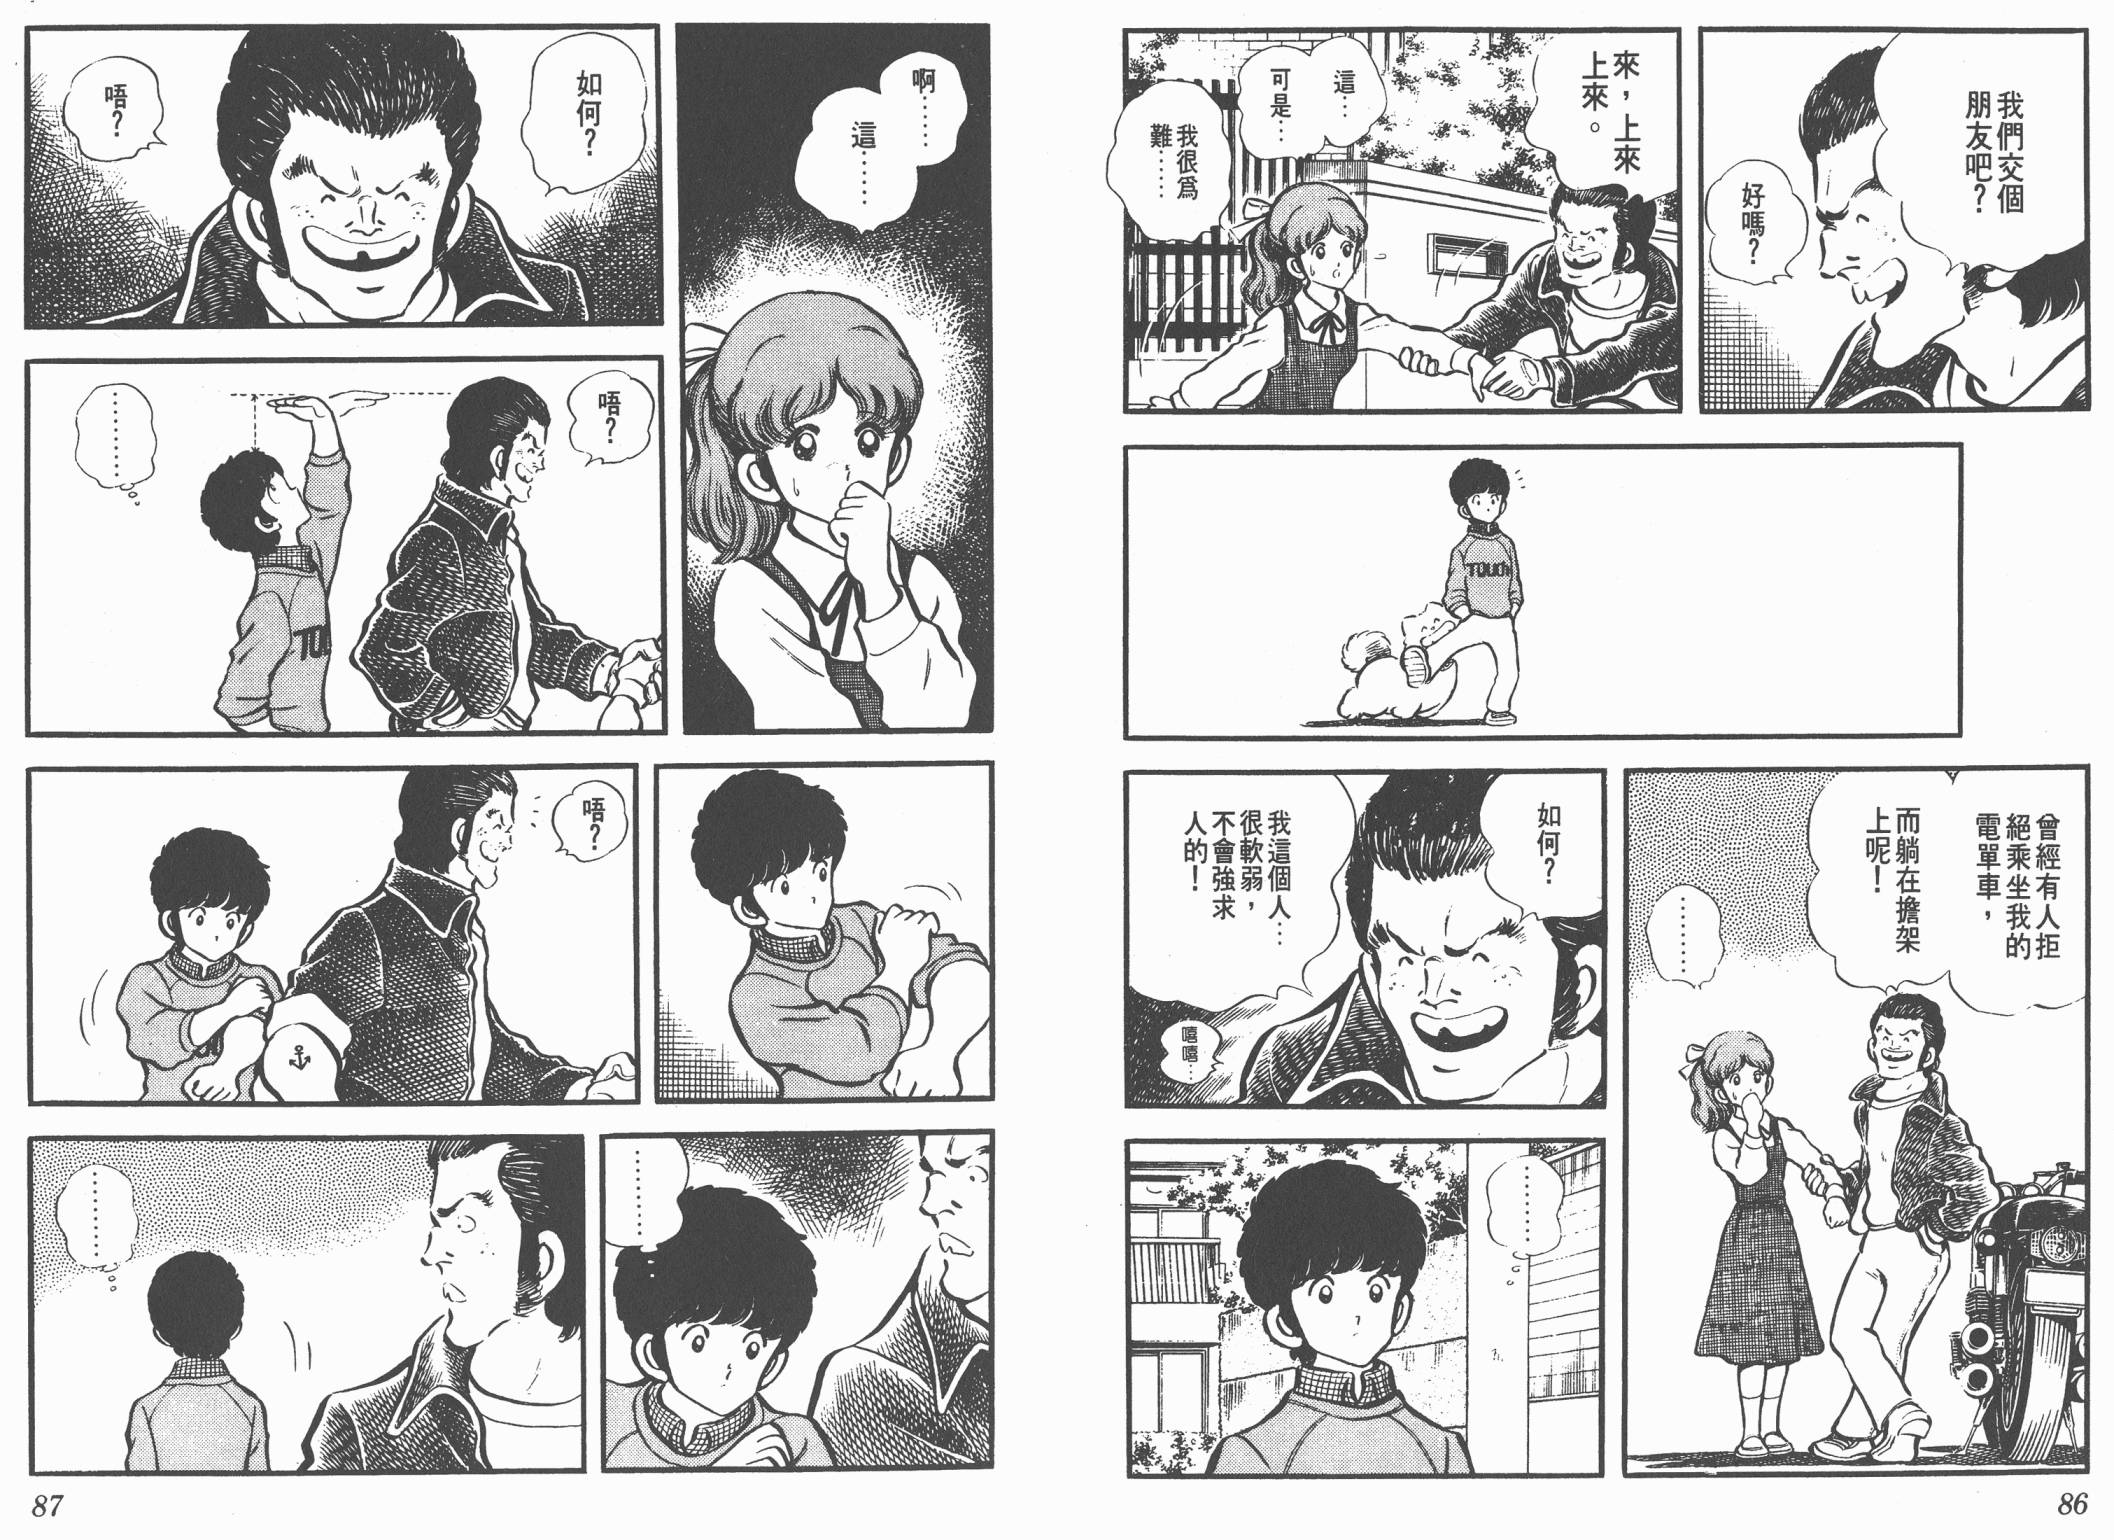 我們交個
朋友吧？
好嗎？
來，上來
上來。
這…
可是…
我很爲
難……
TOUCH
曾經有人拒
絕乘坐我的
電單車，
而躺在擔架
上呢！
………
如何？
我這個人…
很軟弱，
不會強求
人的！
嘻嘻…
………
86
啊……
這……
如何？
唔？
唔？
………
TOU
唔？
………
………
87